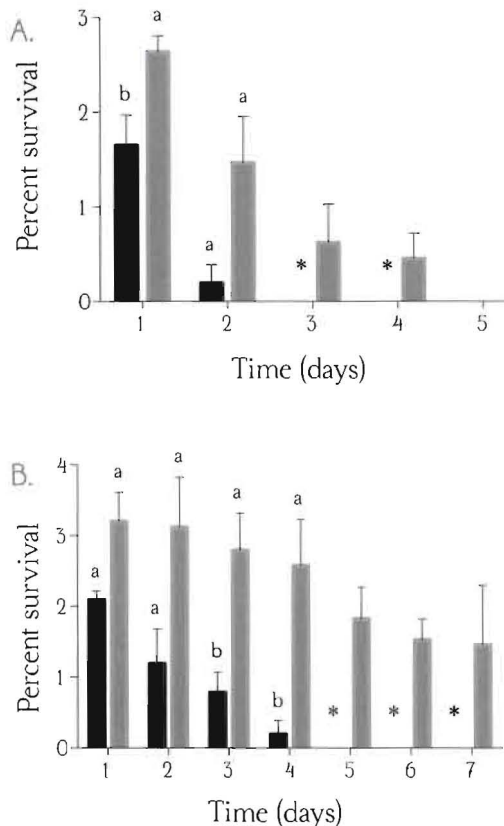 A.
Percent survival
3
2
1
0
b a
a a
* *
1 2 3 4 5
Time (days)
B.
Percent survival
4
3
2
1
0
a a
a a
b a
b a
* * *
1 2 3 4 5 6 7
Time (days)